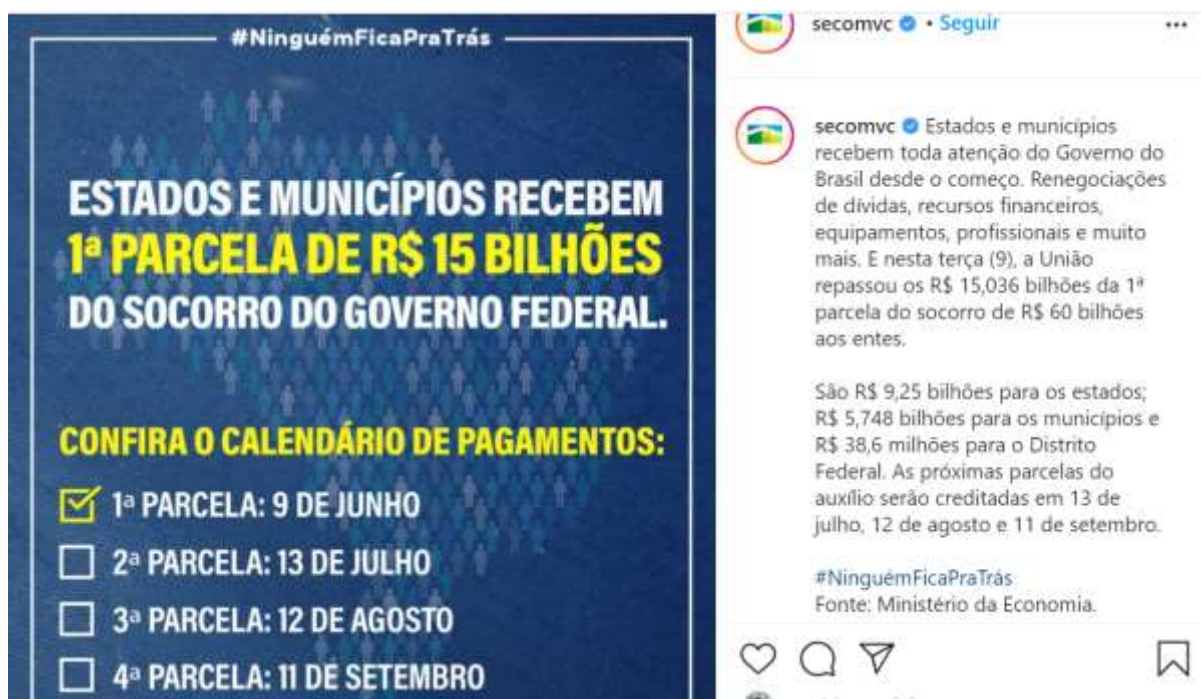 #NinguémFicaPraTrás
ESTADOS E MUNICÍPIOS RECEBEM
1ª PARCELA DE R$ 15 BILHÕES
DO SOCORRO DO GOVERNO FEDERAL.
CONFIRA O CALENDÁRIO DE PAGAMENTOS:
1ª PARCELA: 9 DE JUNHO
2ª PARCELA: 13 DE JULHO
3ª PARCELA: 12 DE AGOSTO
4ª PARCELA: 11 DE SETEMBRO
secomvc • Seguir
secomvc Estados e municípios
recebem toda atenção do Governo do
Brasil desde o começo. Renegociações
de dívidas, recursos financeiros,
equipamentos, profissionais e muito
mais. E nesta terça (9), a União
repassou os R$ 15,036 bilhões da 1ª
parcela do socorro de R$ 60 bilhões
aos entes.
São R$ 9,25 bilhões para os estados;
R$ 5,748 bilhões para os municípios e
R$ 38,6 milhões para o Distrito
Federal. As próximas parcelas do
auxílio serão creditadas em 13 de
julho, 12 de agosto e 11 de setembro.
#NinguémFicaPraTrás
Fonte: Ministério da Economia.